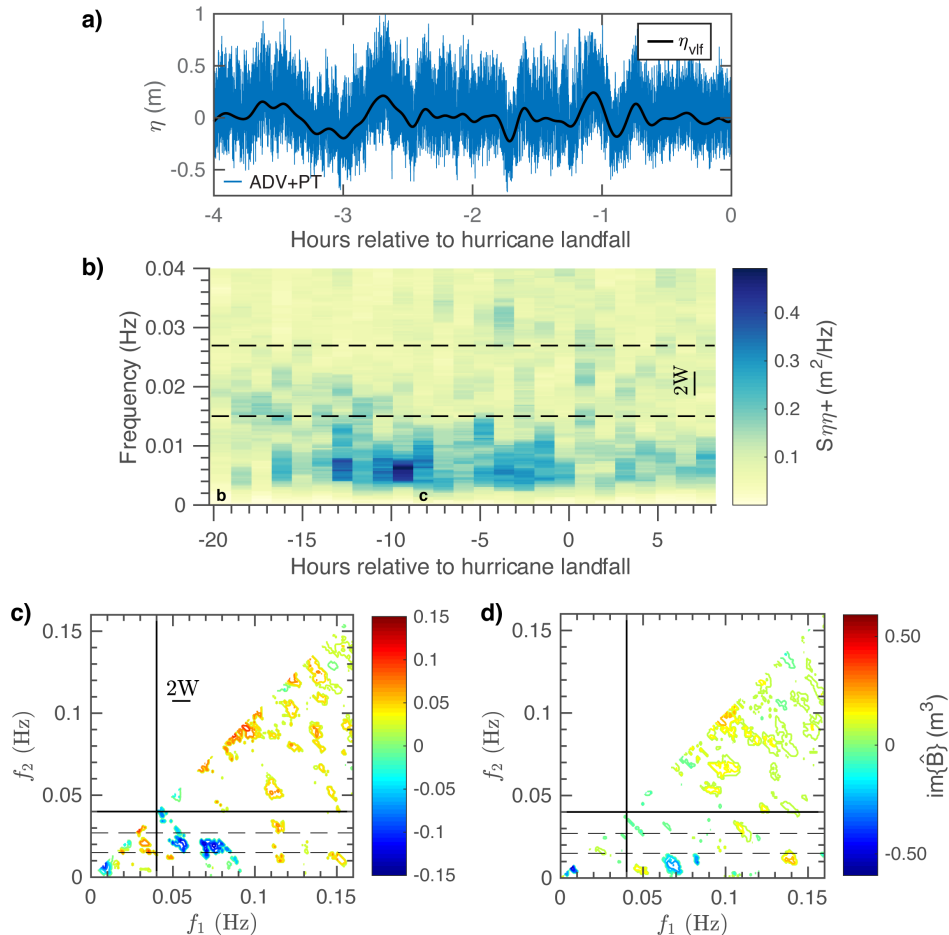 a)
1
0.5
0
-0.5
η (m)
η_vlf
ADV+PT
-4
-3
-2
-1
0
Hours relative to hurricane landfall
b)
0.04
0.03
0.02
0.01
0
Frequency (Hz)
2W
b
c
-20
-15
-10
-5
0
5
Hours relative to hurricane landfall
0.4
0.3
0.2
0.1
Sηη+ (m²/Hz)
c)
0.15
0.1
0.05
0
f₂ (Hz)
2W
0
0.05
0.1
0.15
f₁ (Hz)
0.15
0.10
0.05
0
-0.05
-0.10
-0.15
d)
0.15
0.1
0.05
0
f₂ (Hz)
0
0.05
0.1
0.15
f₁ (Hz)
0.50
0
-0.50
im{B̂} (m³)